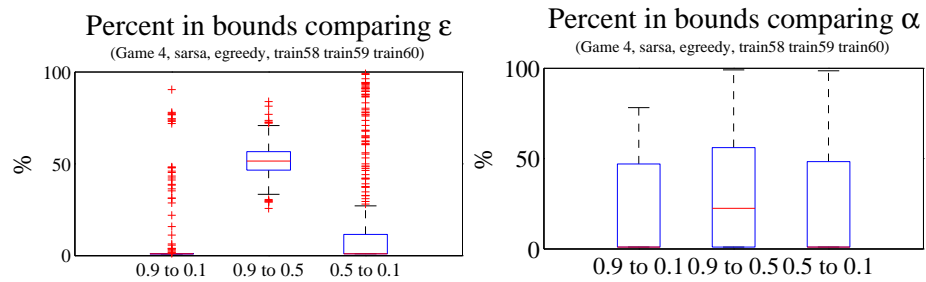 Percent in bounds comparing ε
(Game 4, sarsa, egreedy, train58 train59 train60)
100
50
0
%
0.9 to 0.1 0.9 to 0.5 0.5 to 0.1
Percent in bounds comparing α
(Game 4, sarsa, egreedy, train58 train59 train60)
100
50
0
%
0.9 to 0.1 0.9 to 0.5 0.5 to 0.1